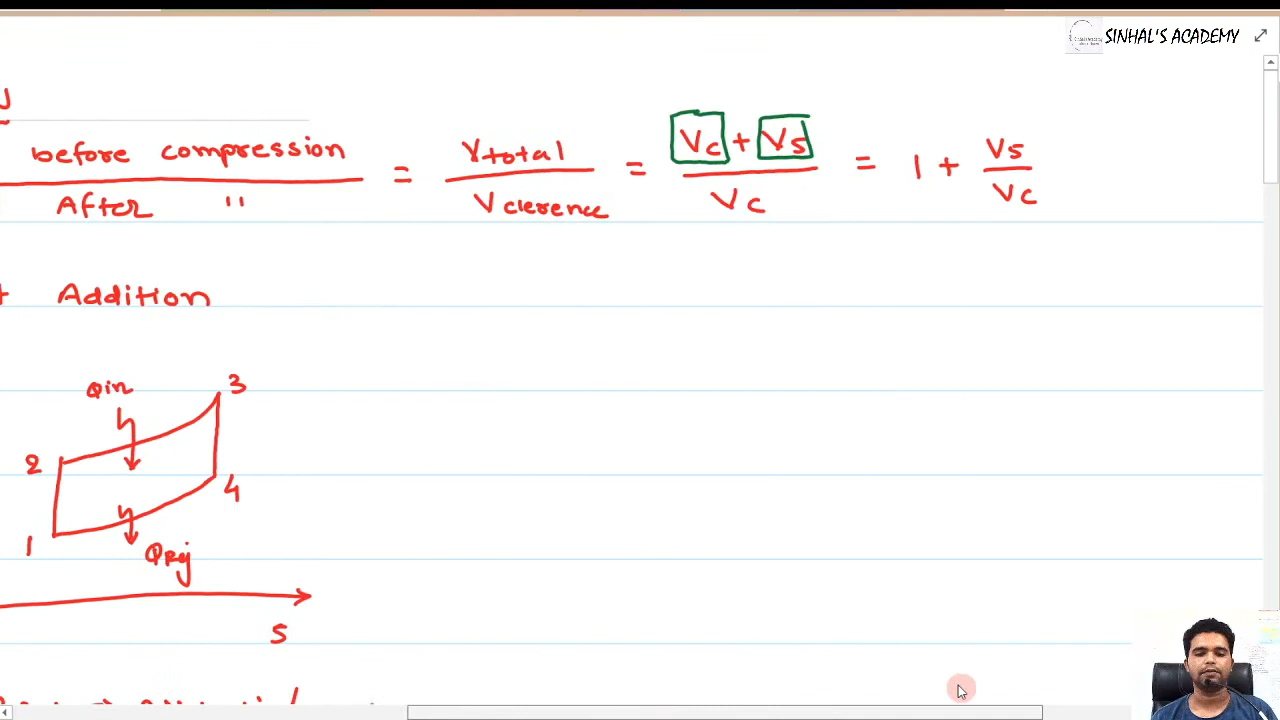 SINHAL'S ACADEMY
before compression = Vtotal = Vc + Vs = 1 + Vs
After " Vclerence Vc Vc
Addition
Qin 3
2
4
1
QRej
S